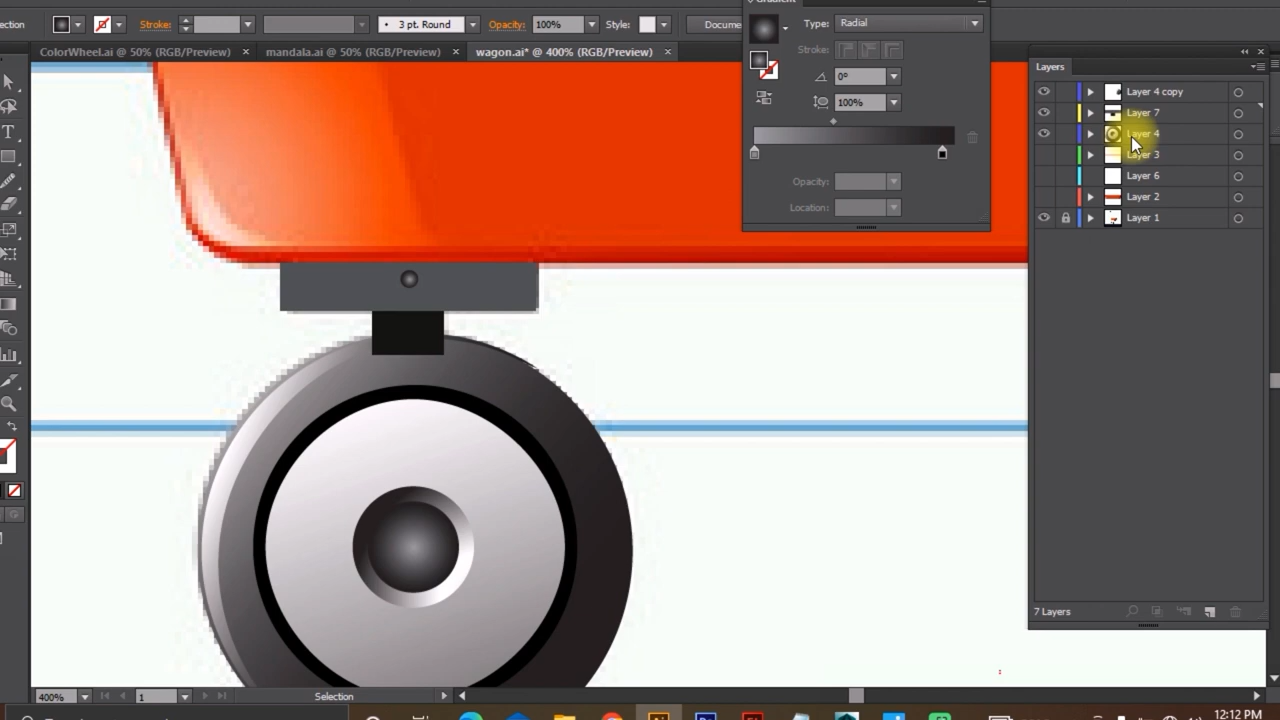 ection
Stroke:
3 pt. Round
Opacity:
100%
Style:
Docume
Gradient
Type:
Radial
Stroke:
0°
100%
Opacity:
Location:
ColorWheel.ai @ 50% (RGB/Preview)
mandala.ai @ 50% (RGB/Preview)
wagon.ai* @ 400% (RGB/Preview)
Layers
Layer 4 copy
Layer 7
Layer 4
Layer 3
Layer 6
Layer 2
Layer 1
7 Layers
400%
1
Selection
12:12 PM